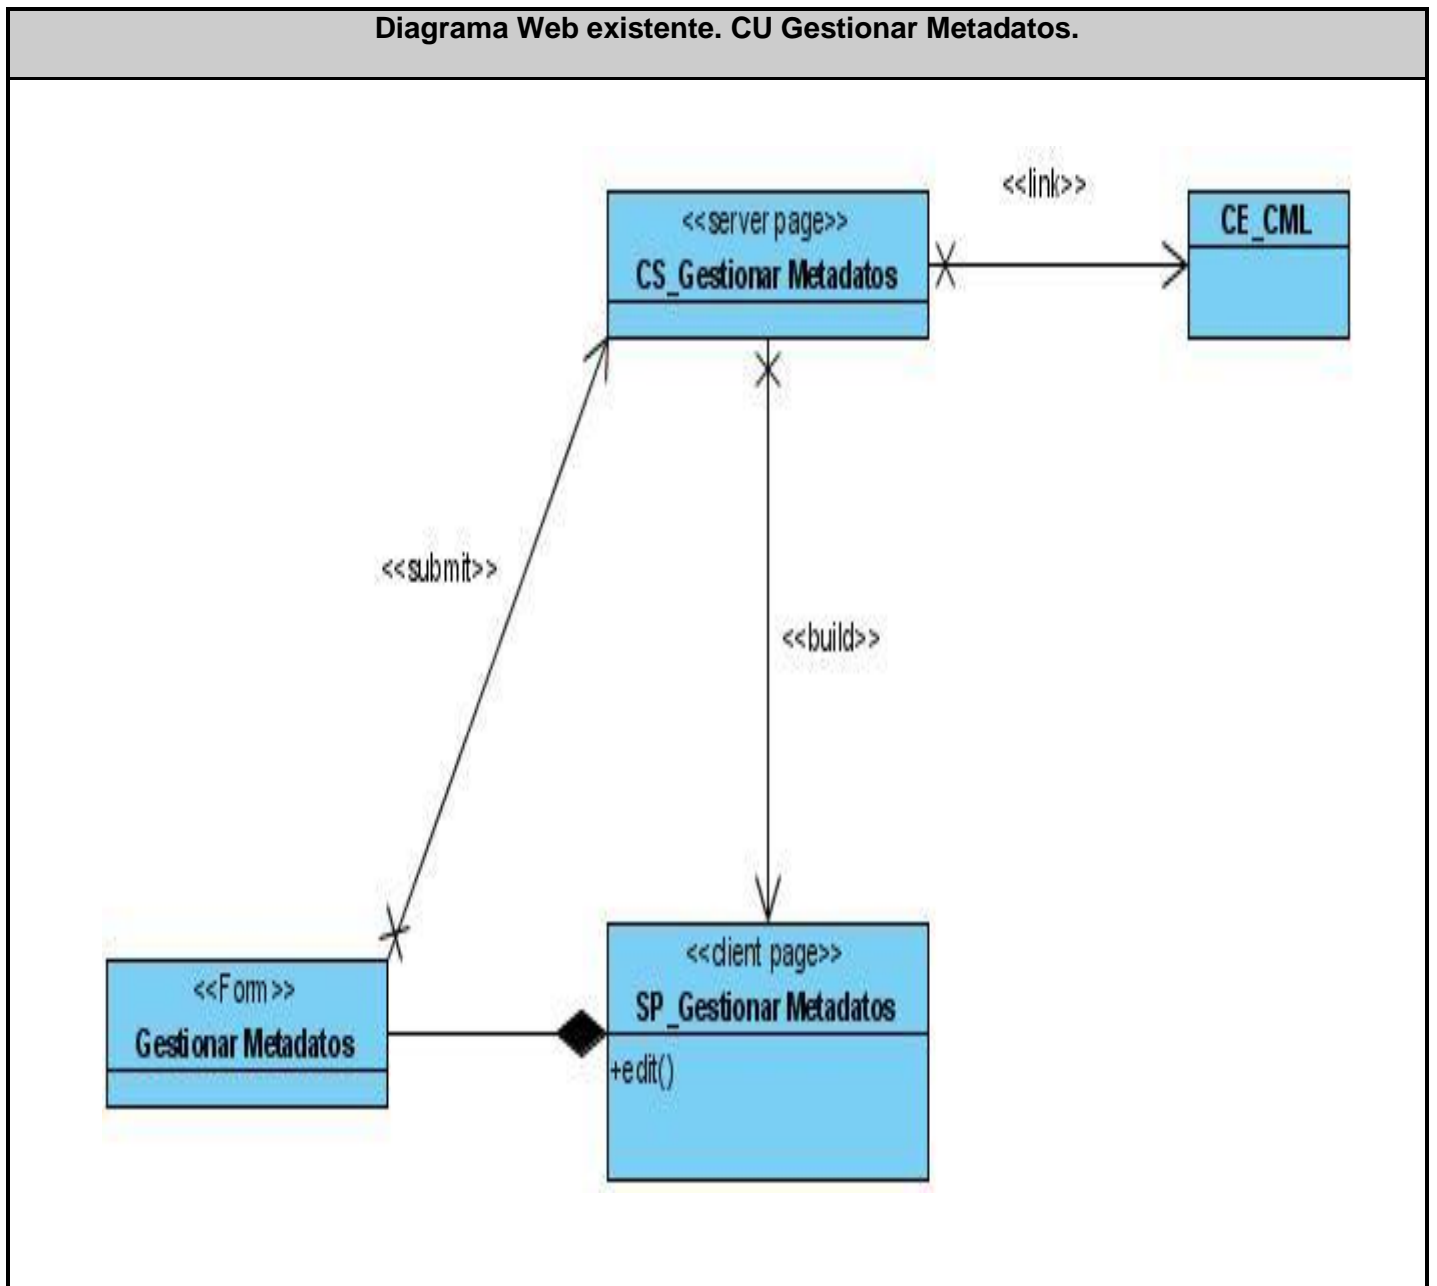 Diagrama Web existente. CU Gestionar Metadatos.
<<link>>
<<server page>>
CS_Gestionar Metadatos
CE_CML
<<submit>>
<<build>>
<<Form>>
Gestionar Metadatos
<<client page>>
SP_Gestionar Metadatos
+edit()